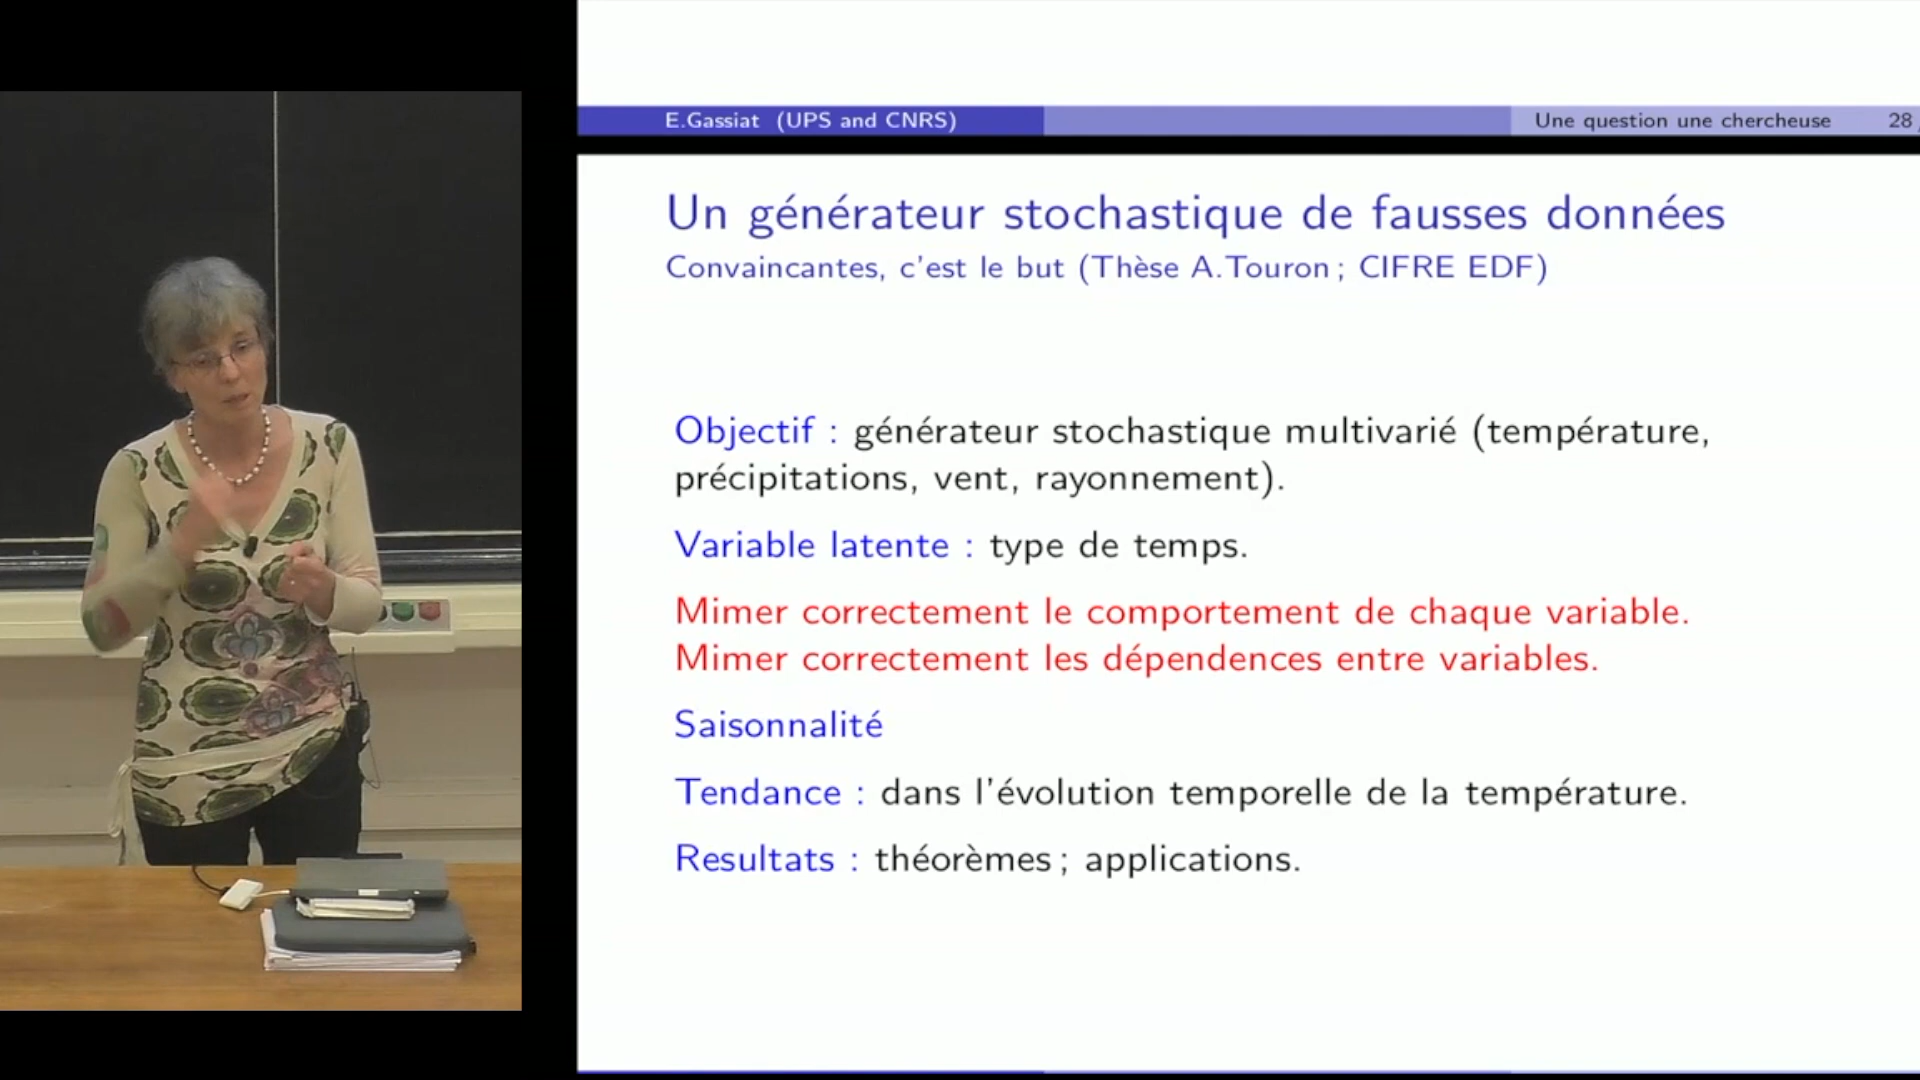 E.Gassiat (UPS and CNRS)
Une question une chercheuse
28
Un générateur stochastique de fausses données
Convaincantes, c'est le but (Thèse A.Touron ; CIFRE EDF)
Objectif : générateur stochastique multivarié (température,
précipitations, vent, rayonnement).
Variable latente : type de temps.
Mimer correctement le comportement de chaque variable.
Mimer correctement les dépendences entre variables.
Saisonnalité
Tendance : dans l'évolution temporelle de la température.
Resultats : théorèmes ; applications.